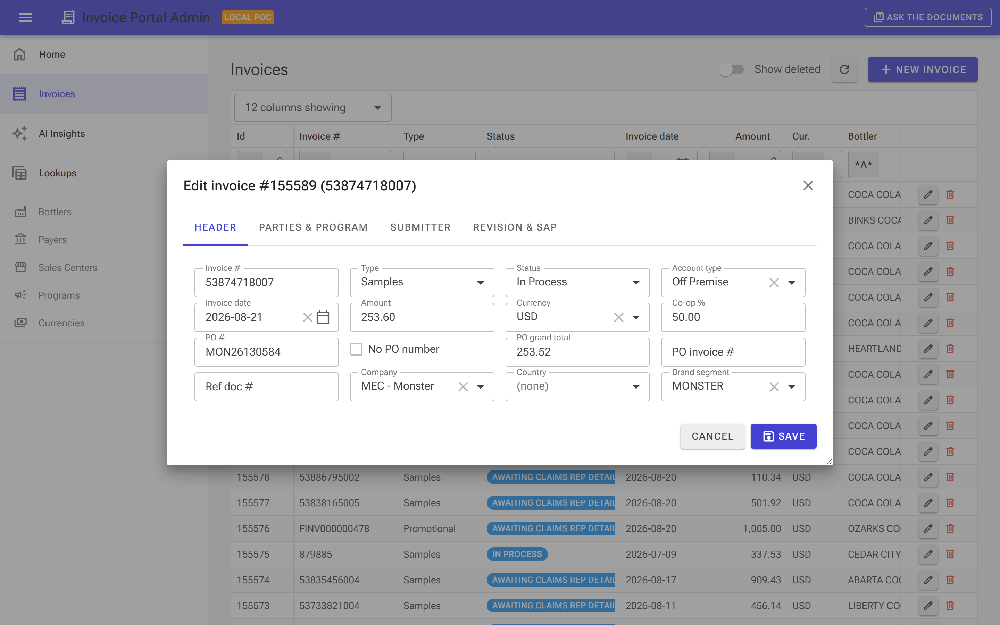 Invoice Portal Admin LOCAL POC ASK THE DOCUMENTS
Home
Invoices
AI Insights
Lookups
Bottlers
Payers
Sales Centers
Programs
Currencies
Invoices Show deleted NEW INVOICE
12 columns showing
Id Invoice # Type Status Invoice date Amount Cur. Bottler
*A*
COCA COLA
BINKS COCA
COCA COLA
COCA COLA
COCA COLA
COCA COLA
HEARTLAND
COCA COLA
COCA COLA
COCA COLA
COCA COLA
Edit invoice #155589 (53874718007)
HEADER PARTIES & PROGRAM SUBMITTER REVISION & SAP
Invoice # Type Status Account type
53874718007 Samples In Process Off Premise
Invoice date Amount Currency Co-op %
2026-08-21 253.60 USD 50.00
PO # PO grand total
MON26130584 No PO number 253.52 PO invoice #
Company Country Brand segment
Ref doc # MEC - Monster (none) MONSTER
CANCEL SAVE
155578 53886795002 Samples AWAITING CLAIMS REP DETAIL 2026-08-20 110.34 USD COCA COLA
155577 53838165005 Samples AWAITING CLAIMS REP DETAIL 2026-08-20 501.92 USD COCA COLA
155576 FINV000000478 Promotional AWAITING CLAIMS REP DETAIL 2026-08-20 1,005.00 USD OZARKS CO
155575 879885 Samples IN PROCESS 2026-07-09 337.53 USD CEDAR CITY
155574 53835456004 Samples AWAITING CLAIMS REP DETAIL 2026-08-17 909.43 USD ABARTA CO
155573 53733821004 Samples AWAITING CLAIMS REP DETAIL 2026-08-11 456.14 USD LIBERTY CO